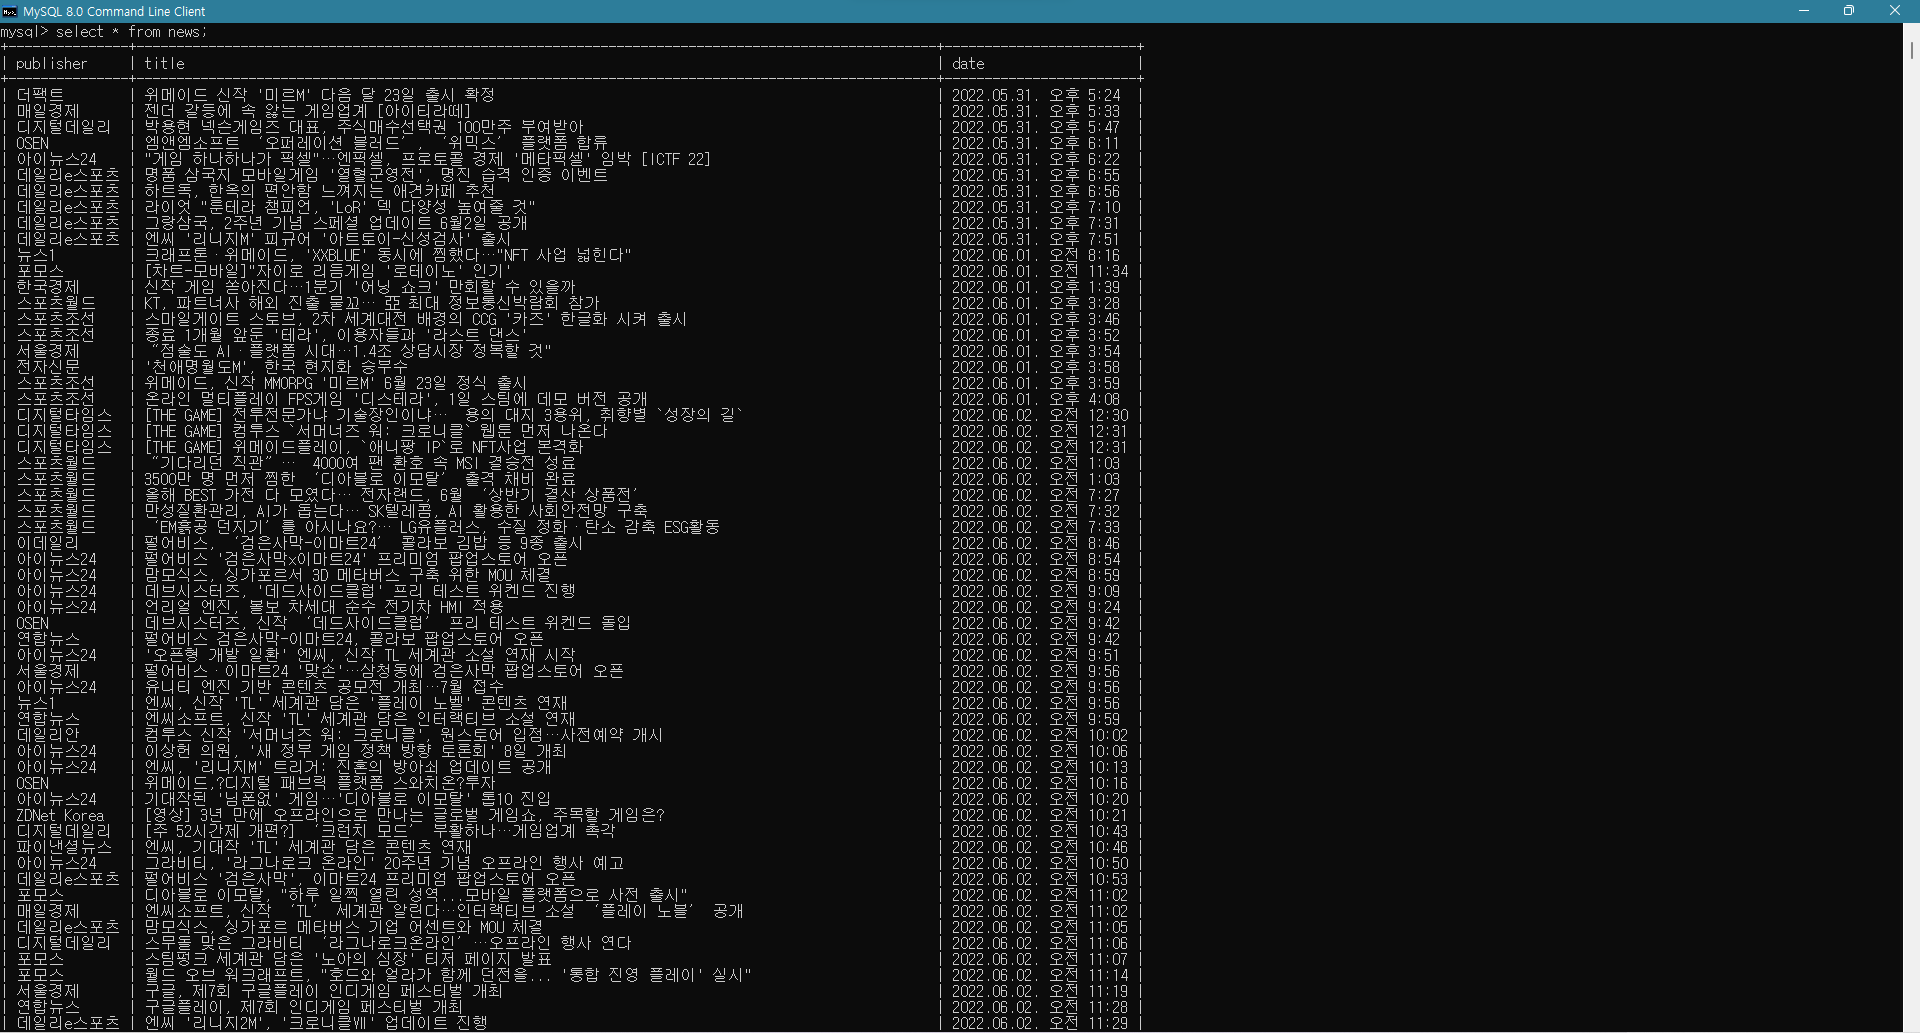 MySQL 8.0 Command Line Client
mysql> select * from news;
| publisher | title | date |
| 더팩트 | 위메이드 신작 '미르M' 다음 달 23일 출시 확정 | 2022.05.31. 오후 5:24 |
| 매일경제 | 젠더 갈등에 속 앓는 게임업계 [아이티라떼] | 2022.05.31. 오후 5:33 |
| 디지털데일리 | 박용현 넥슨게임즈 대표, 주식매수선택권 100만주 부여받아 | 2022.05.31. 오후 5:47 |
| OSEN | 엠앤엠소프트 ‘오퍼레이션 블러드’, ‘위믹스’ 플랫폼 합류 | 2022.05.31. 오후 6:11 |
| 아이뉴스24 | "게임 하나하나가 픽셀"…엔픽셀, 프로토콜 경제 '메타픽셀' 임박 [ICTF 22] | 2022.05.31. 오후 6:22 |
| 데일리e스포츠 | 명품 삼국지 모바일게임 '열혈군영전', 명진 습격 인증 이벤트 | 2022.05.31. 오후 6:55 |
| 데일리e스포츠 | 하트독, 한옥의 편안함 느껴지는 애견카페 추천 | 2022.05.31. 오후 6:56 |
| 데일리e스포츠 | 라이엇,"룬테라 챔피언, 'LoR' 덱 다양성 높여줄 것" | 2022.05.31. 오후 7:10 |
| 데일리e스포츠 | 그랑삼국, 2주년 기념 스페셜 업데이트 6월2일 공개 | 2022.05.31. 오후 7:31 |
| 데일리e스포츠 | 엔씨 '리니지M' 피규어 '아트토이-신성검사' 출시 | 2022.05.31. 오후 7:51 |
| 뉴스1 | 크래프톤·위메이드, 'XXBLUE' 동시에 찜했다…"NFT 사업 넓힌다" | 2022.06.01. 오전 8:16 |
| 포모스 | [차트-모바일]"자이로 리듬게임 '로테이노' 인기' | 2022.06.01. 오전 11:34 |
| 한국경제 | 신작 게임 쏟아진다…1분기 '어닝 쇼크' 만회할 수 있을까 | 2022.06.01. 오후 1:39 |
| 스포츠월드 | KT, 파트너사 해외 진출 물꼬… 亞 최대 정보통신박람회 참가 | 2022.06.01. 오후 3:28 |
| 스포츠조선 | 스마일게이트 스토브, 2차 세계대전 배경의 CCG '카즈' 한글화 시켜 출시 | 2022.06.01. 오후 3:46 |
| 스포츠조선 | 종료 1개월 앞둔 '테라', 이용자들과 '라스트 댄스' | 2022.06.01. 오후 3:52 |
| 서울경제 | “점술도 AI·플랫폼 시대…1.4조 상담시장 정복할 것" | 2022.06.01. 오후 3:54 |
| 전자신문 | '천애명월도M', 한국 현지화 승부수 | 2022.06.01. 오후 3:58 |
| 스포츠조선 | 위메이드, 신작 MMORPG '미르M' 6월 23일 정식 출시 | 2022.06.01. 오후 3:59 |
| 스포츠조선 | 온라인 멀티플레이 FPS게임 '디스테라', 1일 스팀에 데모 버전 공개 | 2022.06.01. 오후 4:08 |
| 디지털타임스 | [THE GAME] 전투전문가냐 기술장인이냐… 용의 대지 3용위, 취향별 `성장의 길` | 2022.06.02. 오전 12:30 |
| 디지털타임스 | [THE GAME] 컴투스 `서머너즈 워: 크로니클` 웹툰 먼저 나온다 | 2022.06.02. 오전 12:31 |
| 디지털타임스 | [THE GAME] 위메이드플레이, `애니팡 IP`로 NFT사업 본격화 | 2022.06.02. 오전 12:31 |
| 스포츠월드 | “기다리던 직관” … 4000여 팬 환호 속 MSI 결승전 성료 | 2022.06.02. 오전 1:03 |
| 스포츠월드 | 3500만 명 먼저 찜한 ‘디아블로 이모탈’ 출격 채비 완료 | 2022.06.02. 오전 1:03 |
| 스포츠월드 | 올해 BEST 가전 다 모였다… 전자랜드, 6월 ‘상반기 결산 상품전’ | 2022.06.02. 오전 7:27 |
| 스포츠월드 | 만성질환관리, AI가 돕는다… SK텔레콤, AI 활용한 사회안전망 구축 | 2022.06.02. 오전 7:32 |
| 스포츠월드 | ‘EM흙공 던지기’를 아시나요?… LG유플러스, 수질 정화·탄소 감축 ESG활동 | 2022.06.02. 오전 7:33 |
| 이데일리 | 펄어비스, ‘검은사막-이마트24’ 콜라보 김밥 등 9종 출시 | 2022.06.02. 오전 8:46 |
| 아이뉴스24 | 펄어비스 '검은사막x이마트24' 프리미엄 팝업스토어 오픈 | 2022.06.02. 오전 8:54 |
| 아이뉴스24 | 맘모식스, 싱가포르서 3D 메타버스 구축 위한 MOU 체결 | 2022.06.02. 오전 8:59 |
| 아이뉴스24 | 데브시스터즈, '데드사이드클럽' 프리 테스트 위켄드 진행 | 2022.06.02. 오전 9:09 |
| 아이뉴스24 | 언리얼 엔진, 볼보 차세대 순수 전기차 HMI 적용 | 2022.06.02. 오전 9:24 |
| OSEN | 데브시스터즈, 신작 ‘데드사이드클럽’ 프리 테스트 위켄드 돌입 | 2022.06.02. 오전 9:42 |
| 연합뉴스 | 펄어비스 검은사막-이마트24, 콜라보 팝업스토어 오픈 | 2022.06.02. 오전 9:42 |
| 아이뉴스24 | '오픈형 개발 일환' 엔씨, 신작 TL 세계관 소설 연재 시작 | 2022.06.02. 오전 9:51 |
| 서울경제 | 펄어비스·이마트24 '맞손'…삼청동에 검은사막 팝업스토어 오픈 | 2022.06.02. 오전 9:56 |
| 아이뉴스24 | 유니티 엔진 기반 콘텐츠 공모전 개최…7월 접수 | 2022.06.02. 오전 9:56 |
| 뉴스1 | 엔씨, 신작 'TL' 세계관 담은 '플레이 노벨' 콘텐츠 연재 | 2022.06.02. 오전 9:56 |
| 연합뉴스 | 엔씨소프트, 신작 'TL' 세계관 담은 인터랙티브 소설 연재 | 2022.06.02. 오전 9:59 |
| 데일리안 | 컴투스 신작 '서머너즈 워: 크로니클', 원스토어 입점…사전예약 개시 | 2022.06.02. 오전 10:02 |
| 아이뉴스24 | 이상헌 의원, '새 정부 게임 정책 방향 토론회' 8일 개최 | 2022.06.02. 오전 10:06 |
| 아이뉴스24 | 엔씨, '리니지M' 트리거: 진혼의 방아쇠 업데이트 공개 | 2022.06.02. 오전 10:13 |
| OSEN | 위메이드,?디지털 패브릭 플랫폼 스와치온?투자 | 2022.06.02. 오전 10:16 |
| 아이뉴스24 | 기대작된 '님폰없' 게임…'디아블로 이모탈' 톱10 진입 | 2022.06.02. 오전 10:20 |
| ZDNet Korea | [영상] 3년 만에 오프라인으로 만나는 글로벌 게임쇼, 주목할 게임은? | 2022.06.02. 오전 10:21 |
| 디지털데일리 | [주 52시간제 개편?] ‘크런치 모드’ 부활하나…게임업계 촉각 | 2022.06.02. 오전 10:43 |
| 파이낸셜뉴스 | 엔씨, 기대작 'TL' 세계관 담은 콘텐츠 연재 | 2022.06.02. 오전 10:46 |
| 아이뉴스24 | 그라비티, '라그나로크 온라인' 20주년 기념 오프라인 행사 예고 | 2022.06.02. 오전 10:50 |
| 데일리e스포츠 | 펄어비스 '검은사막', 이마트24 프리미엄 팝업스토어 오픈 | 2022.06.02. 오전 10:53 |
| 포모스 | 디아블로 이모탈, "하루 일찍 열린 성역...모바일 플랫폼으로 사전 출시" | 2022.06.02. 오전 11:02 |
| 매일경제 | 엔씨소프트, 신작 ‘TL’ 세계관 알린다…인터랙티브 소설 ‘플레이 노블’ 공개 | 2022.06.02. 오전 11:02 |
| 데일리e스포츠 | 맘모식스, 싱가포르 메타버스 기업 어센트와 MOU 체결 | 2022.06.02. 오전 11:05 |
| 디지털데일리 | 스무돌 맞은 그라비티 ‘라그나로크온라인’…오프라인 행사 연다 | 2022.06.02. 오전 11:06 |
| 포모스 | 스팀펑크 세계관 담은 '노아의 심장' 티저 페이지 발표 | 2022.06.02. 오전 11:07 |
| 포모스 | 월드 오브 워크래프트, "호드와 얼라가 함께 던전을... '통합 진영 플레이' 실시" | 2022.06.02. 오전 11:14 |
| 서울경제 | 구글, 제7회 구글플레이 인디게임 페스티벌 개최 | 2022.06.02. 오전 11:19 |
| 연합뉴스 | 구글플레이, 제7회 인디게임 페스티벌 개최 | 2022.06.02. 오전 11:28 |
| 데일리e스포츠 | 엔씨 '리니지2M', '크로니클Ⅶ' 업데이트 진행 | 2022.06.02. 오전 11:29 |